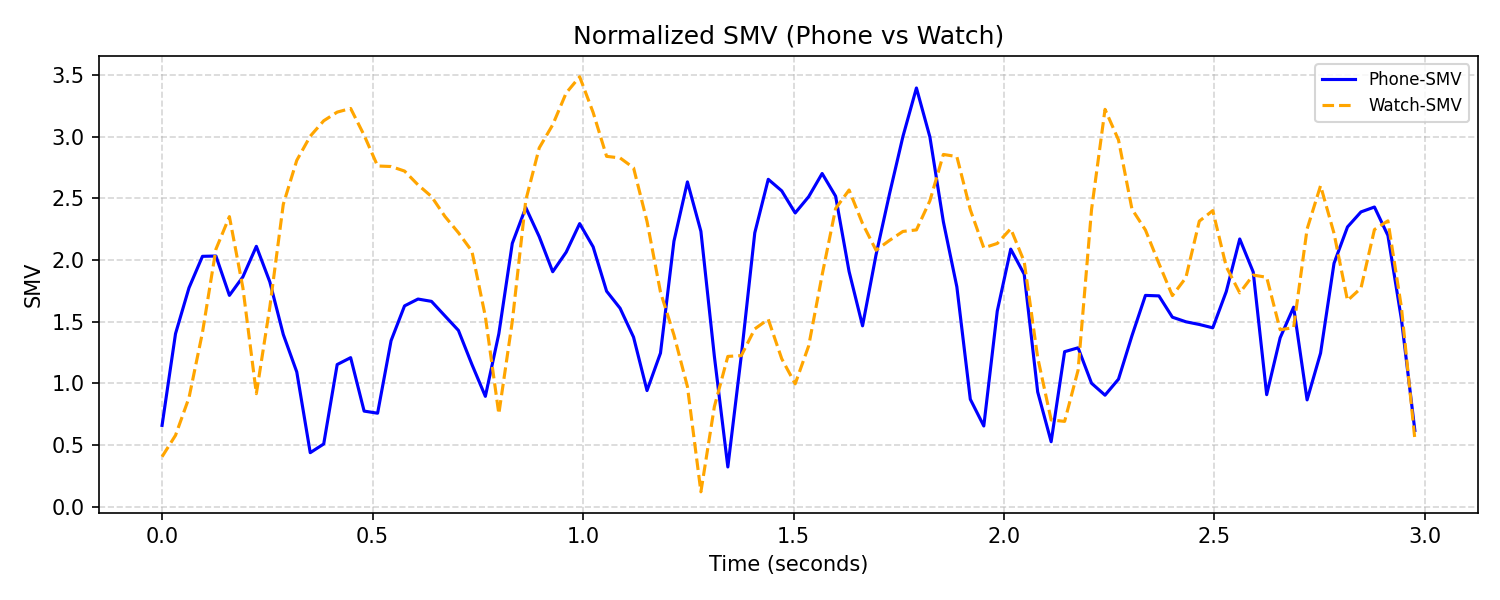 Normalized SMV (Phone vs Watch)
Phone-SMV
Watch-SMV
3.5
3.0
2.5
2.0
1.5
1.0
0.5
0.0
SMV
0.0 0.5 1.0 1.5 2.0 2.5 3.0
Time (seconds)